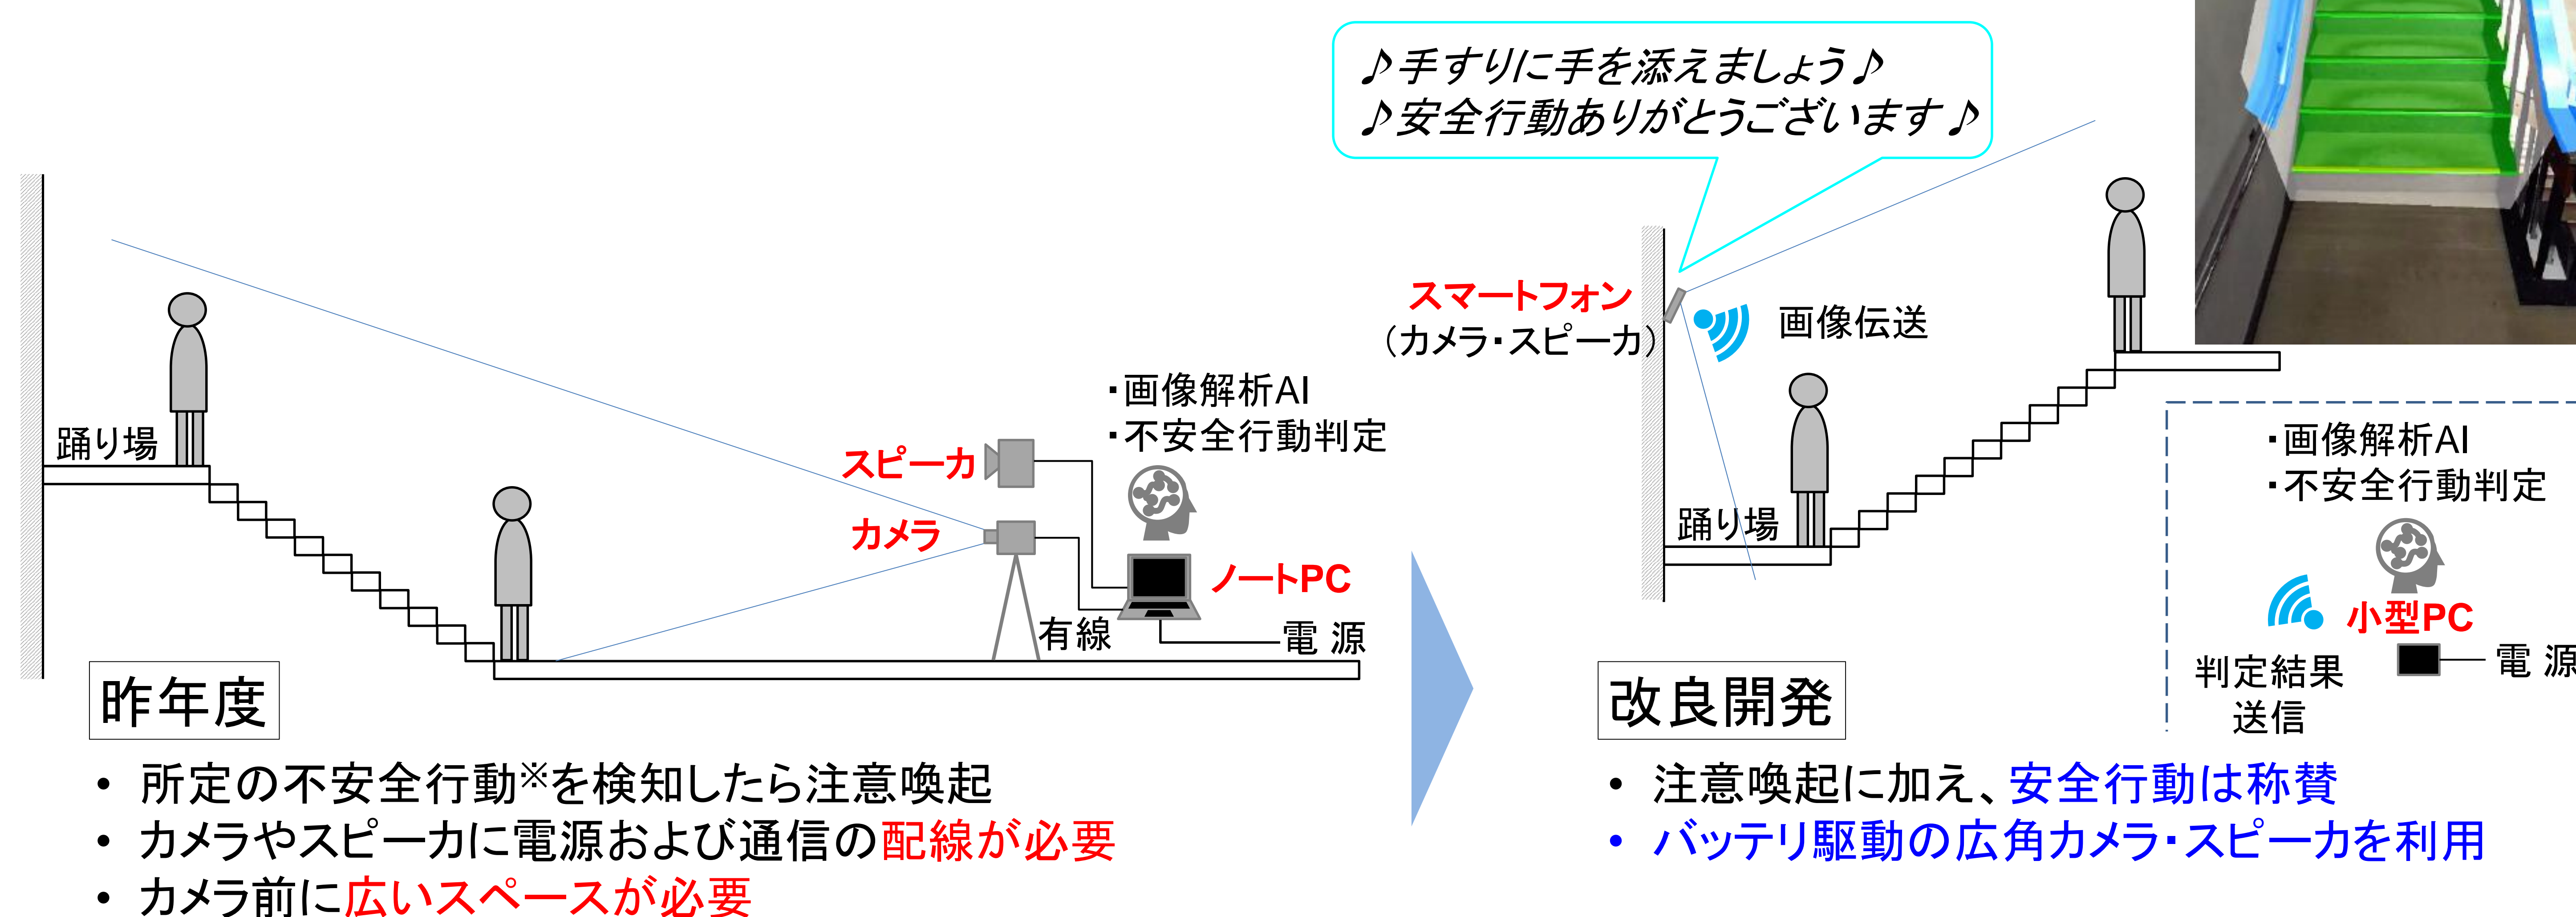 ♪手すりに手を添えましょう♪
♪安全行動ありがとうございます♪
踊り場
スピーカ
カメラ
・画像解析AI
・不安全行動判定
ノートPC
有線
電 源
昨年度
・ 所定の不安全行動※を検知したら注意喚起
・ カメラやスピーカに電源および通信の配線が必要
・ カメラ前に広いスペースが必要
スマートフォン
（カメラ・スピーカ）
画像伝送
踊り場
・画像解析AI
・不安全行動判定
小型PC
電 源
判定結果
送信
改良開発
・ 注意喚起に加え、安全行動は称賛
・ バッテリ駆動の広角カメラ・スピーカを利用